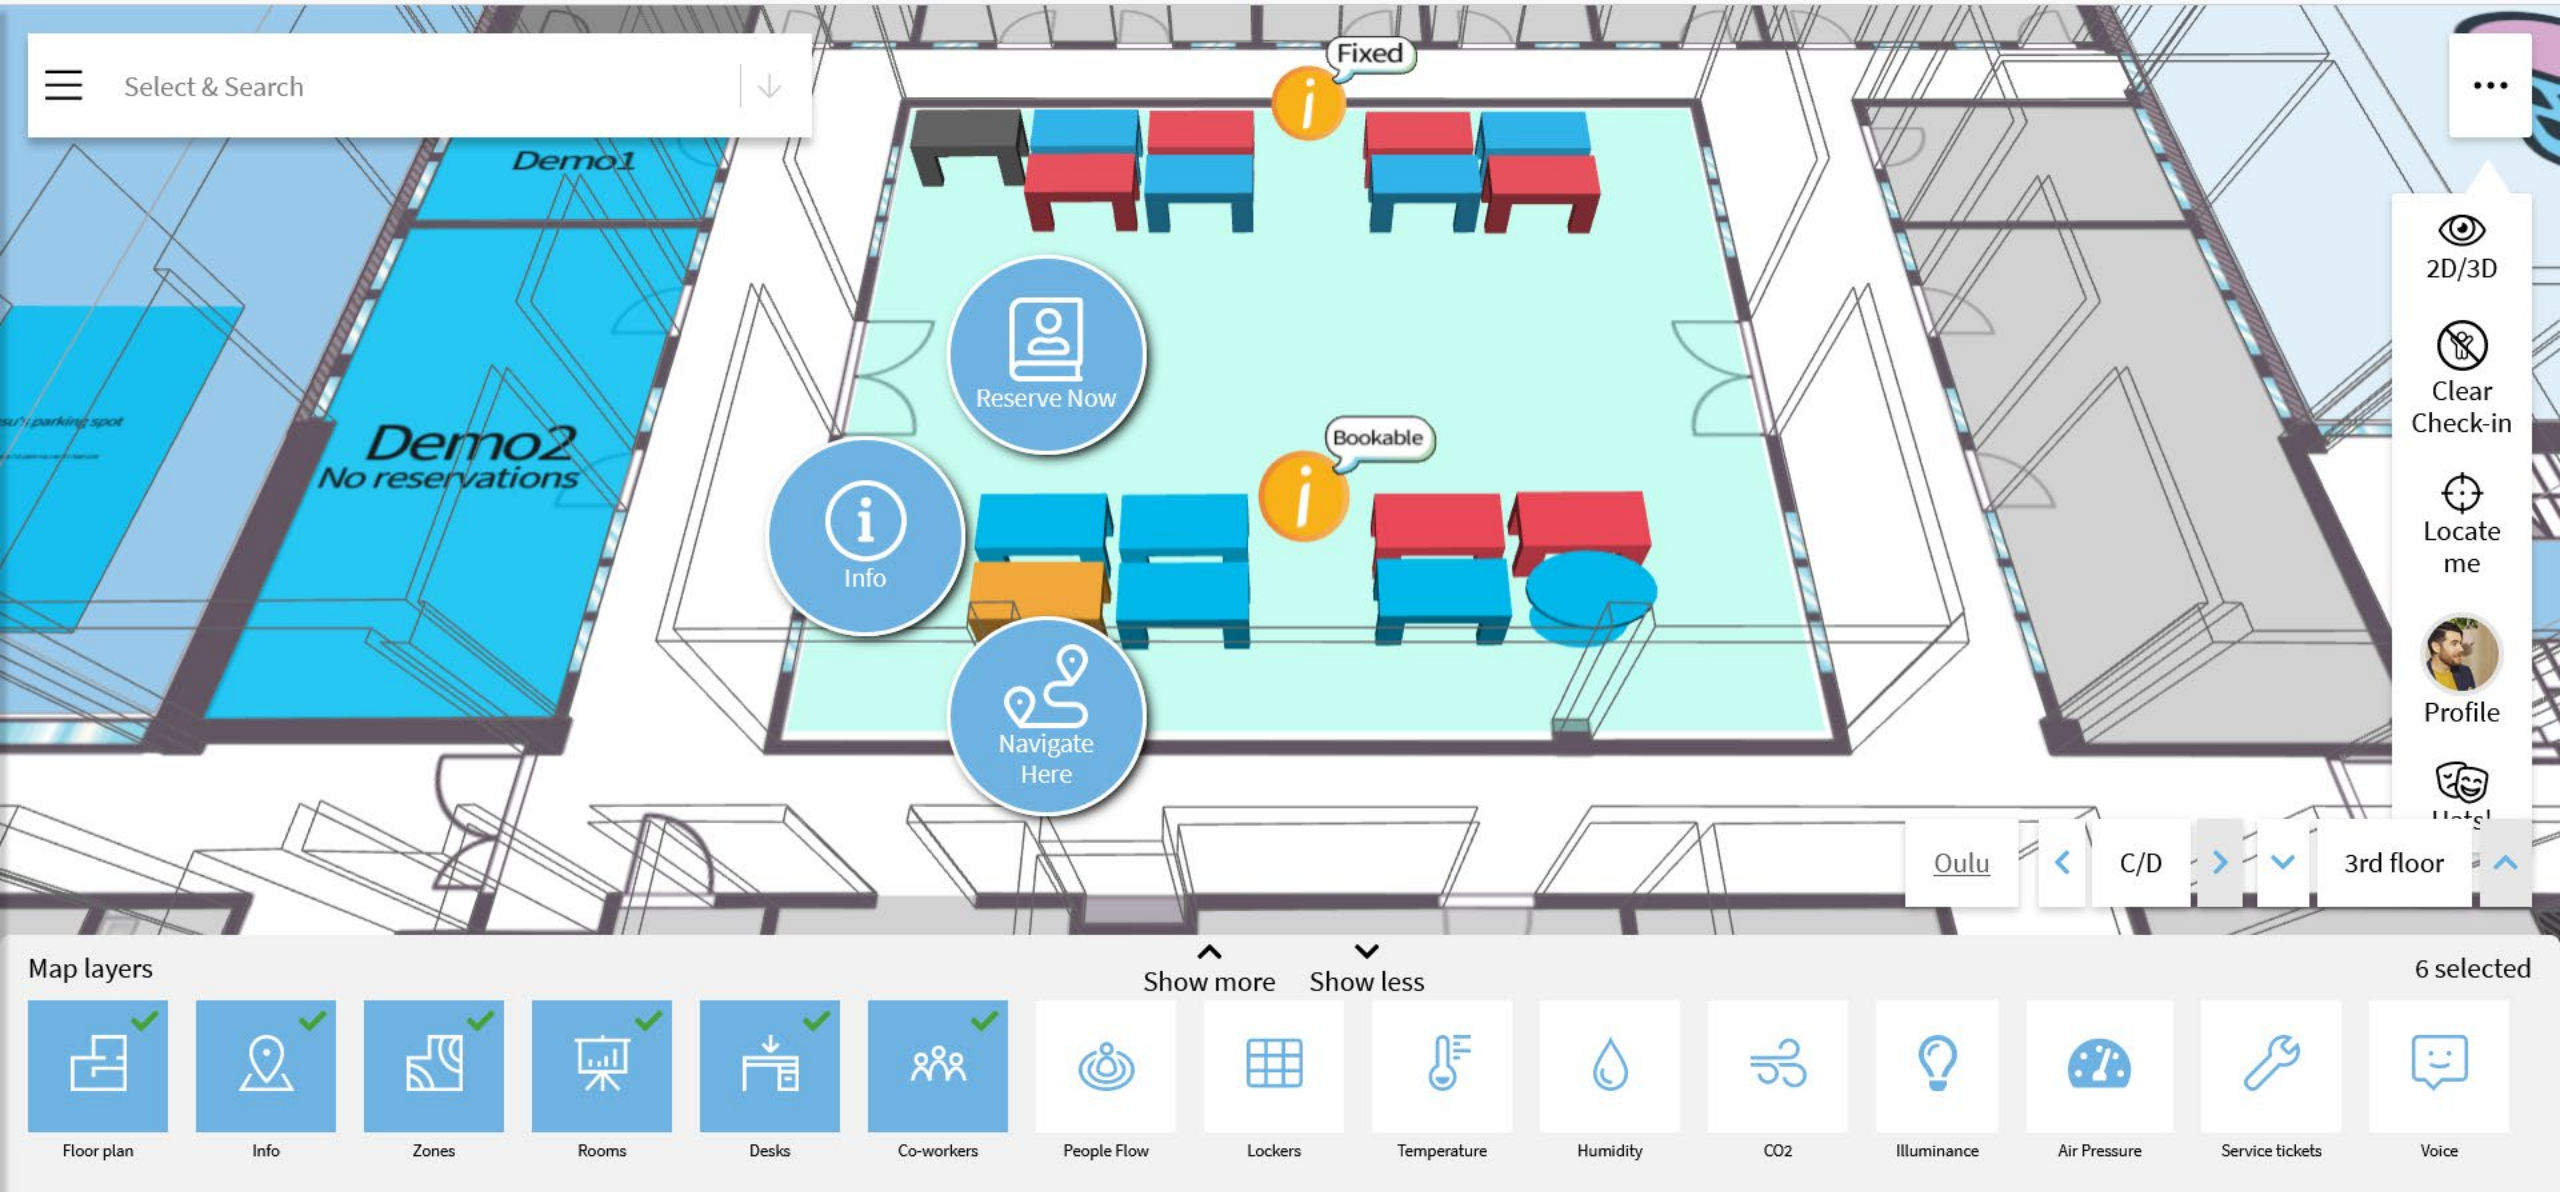 Select & Search
Fixed
Demo1
2D/3D
Clear
Check-in
Reserve Now
parking spot
Demo2
No reservations
Bookable
Locate
me
Info
Profile
Navigate
Here
Oulu
C/D
3rd floor
Map layers
Show more
Show less
6 selected
Floor plan
Info
Zones
Rooms
Desks
Co-workers
People Flow
Lockers
Temperature
Humidity
CO2
Illuminance
Air Pressure
Service tickets
Voice